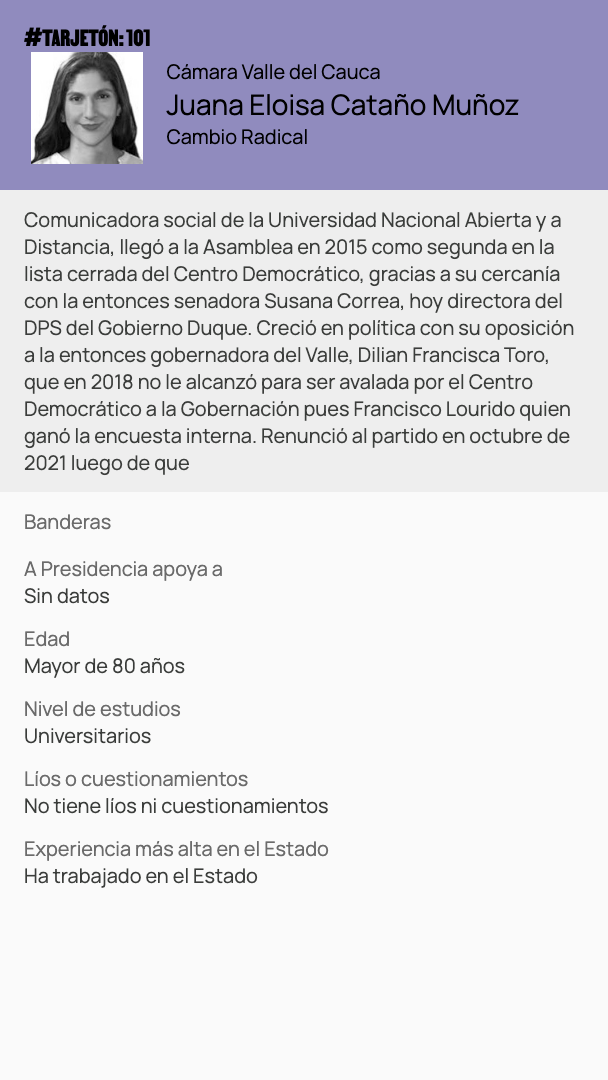 #TARJETÓN: 101
Cámara Valle del Cauca
Juana Eloisa Cataño Muñoz
Cambio Radical
Comunicadora social de la Universidad Nacional Abierta y a
Distancia, llegó a la Asamblea en 2015 como segunda en la
lista cerrada del Centro Democrático, gracias a su cercanía
con la entonces senadora Susana Correa, hoy directora del
DPS del Gobierno Duque. Creció en política con su oposición
a la entonces gobernadora del Valle, Dilian Francisca Toro,
que en 2018 no le alcanzó para ser avalada por el Centro
Democrático a la Gobernación pues Francisco Lourido quien
ganó la encuesta interna. Renunció al partido en octubre de
2021 luego de que
Banderas
A Presidencia apoya a
Sin datos
Edad
Mayor de 80 años
Nivel de estudios
Universitarios
Líos o cuestionamientos
No tiene líos ni cuestionamientos
Experiencia más alta en el Estado
Ha trabajado en el Estado